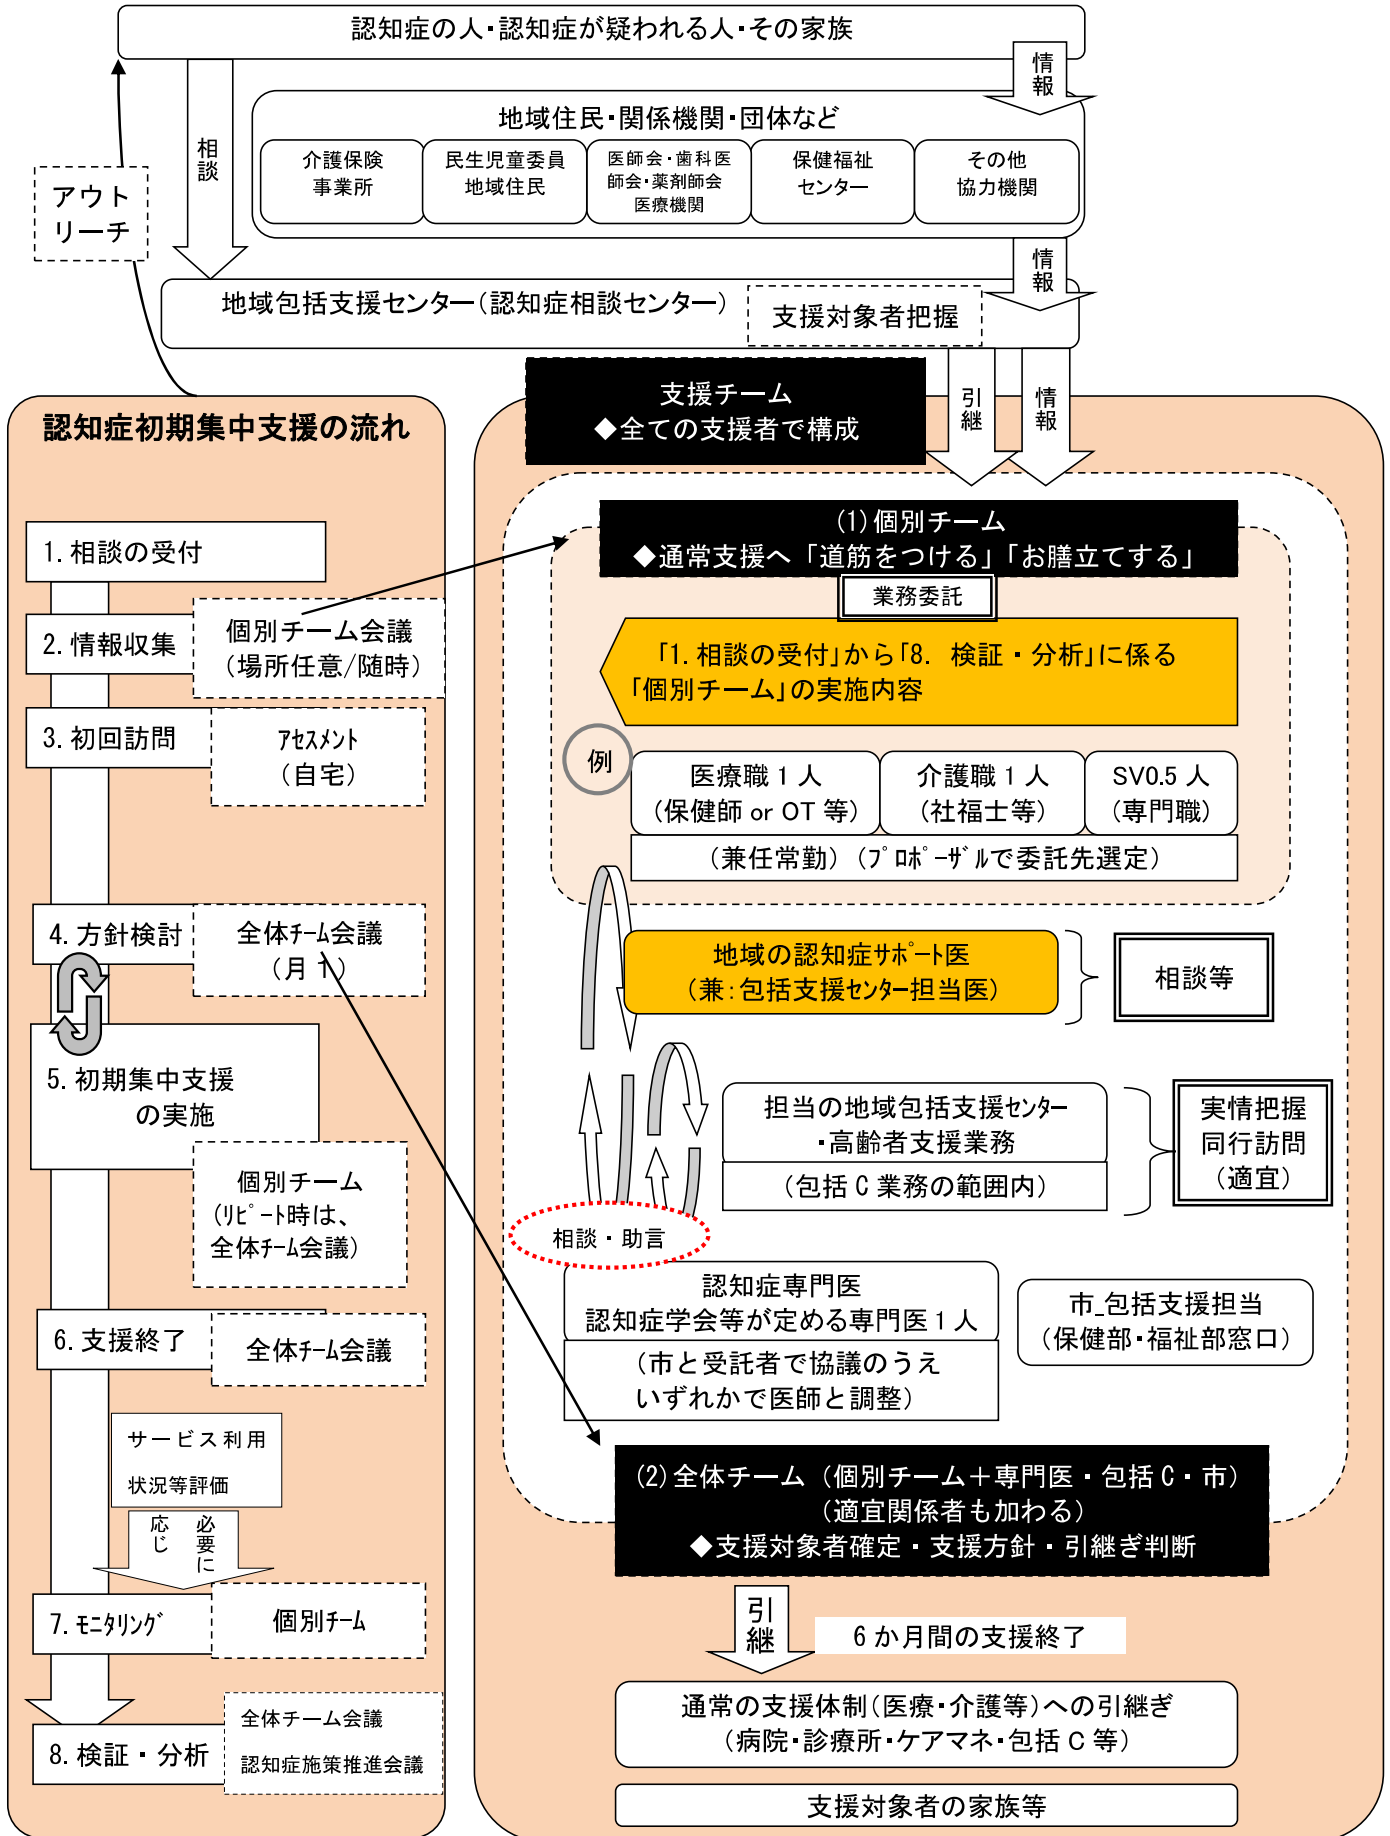 認知症の人・認知症が疑われる人・その家族
情報
相談
地域住民・関係機関・団体など
介護保険
事業所
民生児童委員
地域住民
医師会・歯科医
師会・薬剤師会
医療機関
保健福祉
センター
その他
協力機関
アウト
リーチ
情報
地域包括支援センター（認知症相談センター）
支援対象者把握
引継
情報
支援チーム
◆全ての支援者で構成
認知症初期集中支援の流れ
1. 相談の受付
2. 情報収集
個別チーム会議
（場所任意/随時）
3. 初回訪問
ｱｾｽﾒﾝﾄ
（自宅）
4. 方針検討
全体ﾁｰﾑ会議
（月1）
5. 初期集中支援
の実施
個別チーム
（ﾘﾋﾟｰﾄ時は、
全体ﾁｰﾑ会議）
6. 支援終了
全体ﾁｰﾑ会議
サービス利用
状況等評価
必要に
応じ
7. ﾓﾆﾀﾘﾝｸﾞ
個別ﾁｰﾑ
8. 検証・分析
全体チーム会議
認知症施策推進会議
(1)個別チーム
◆通常支援へ「道筋をつける」「お膳立てする」
業務委託
「1. 相談の受付」から「8. 検証・分析」に係る
「個別チーム」の実施内容
例
医療職1人
（保健師 or OT 等）
介護職1人
（社福士等）
SV0.5人
（専門職）
（兼任常勤）（ﾌﾟﾛﾎﾟｰｻﾞﾙで委託先選定）
地域の認知症ｻﾎﾟｰﾄ医
（兼：包括支援ｾﾝﾀー担当医）
相談等
担当の地域包括支援ｾﾝﾀｰ
・高齢者支援業務
（包括C業務の範囲内）
実情把握
同行訪問
（適宜）
相談・助言
認知症専門医
認知症学会等が定める専門医1人
（市と受託者で協議のうえ
いずれかで医師と調整）
市_包括支援担当
（保健部・福祉部窓口）
(2)全体チーム（個別チーム＋専門医・包括C・市）
（適宜関係者も加わる）
◆支援対象者確定・支援方針・引継ぎ判断
引継
6か月間の支援終了
通常の支援体制（医療・介護等）への引継ぎ
（病院・診療所・ケアマネ・包括C等）
支援対象者の家族等